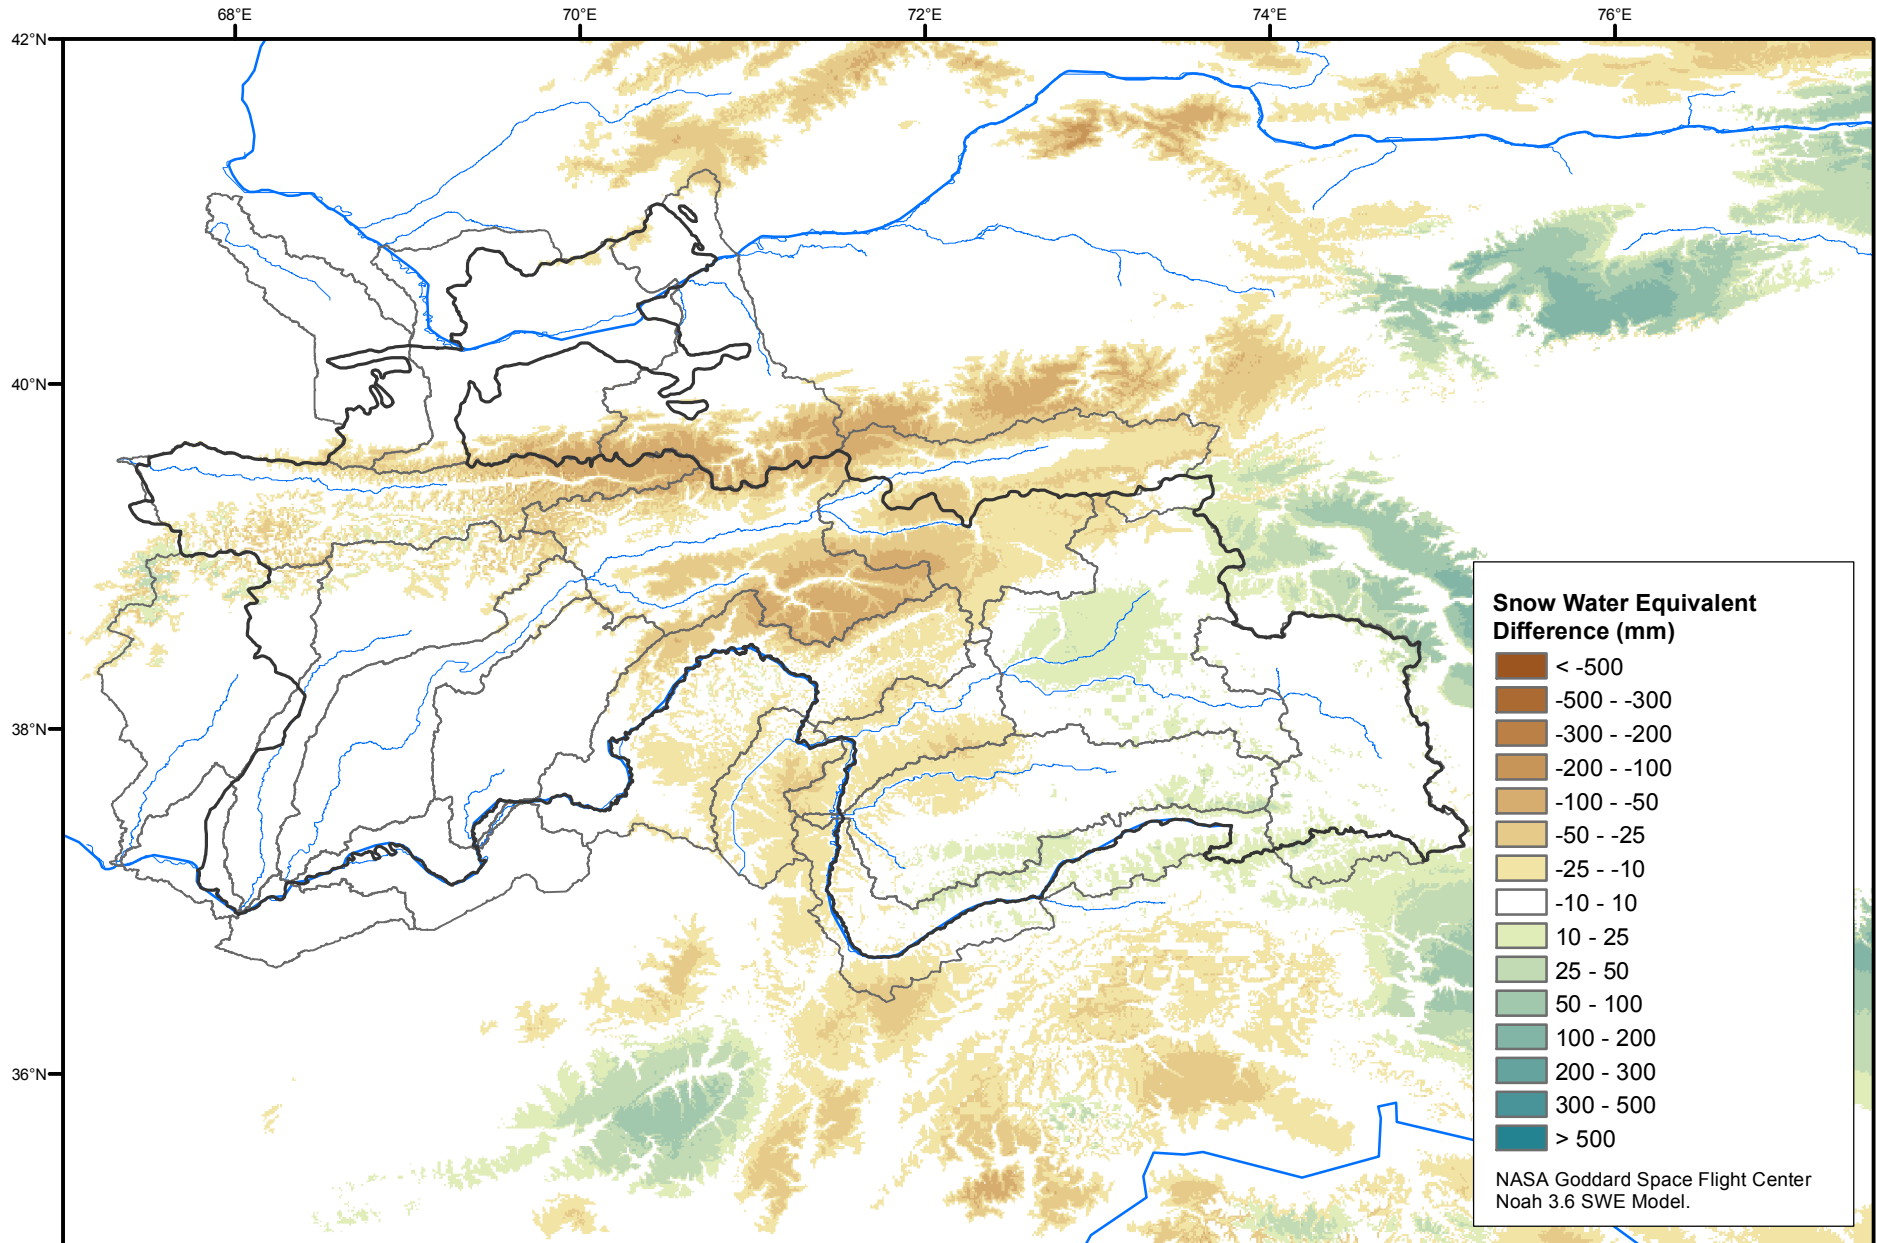 68°E
70°E
72°E
74°E
76°E
42°N
40°N
38°N
36°N
Snow Water Equivalent
Difference (mm)
< -500
-500 - -300
-300 - -200
-200 - -100
-100 - -50
-50 - -25
-25 - -10
-10 - 10
10 - 25
25 - 50
50 - 100
100 - 200
200 - 300
300 - 500
> 500
NASA Goddard Space Flight Center
Noah 3.6 SWE Model.